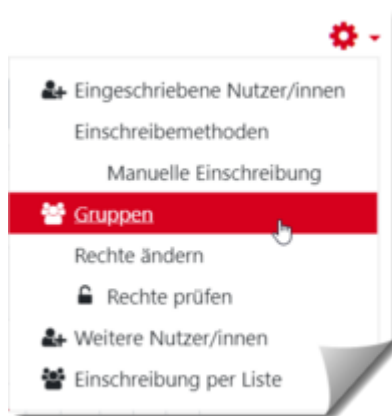 Eingeschriebene Nutzer/innen
Einschreibemethoden
Manuelle Einschreibung
Gruppen
Rechte ändern
Rechte prüfen
Weitere Nutzer/innen
Einschreibung per Liste